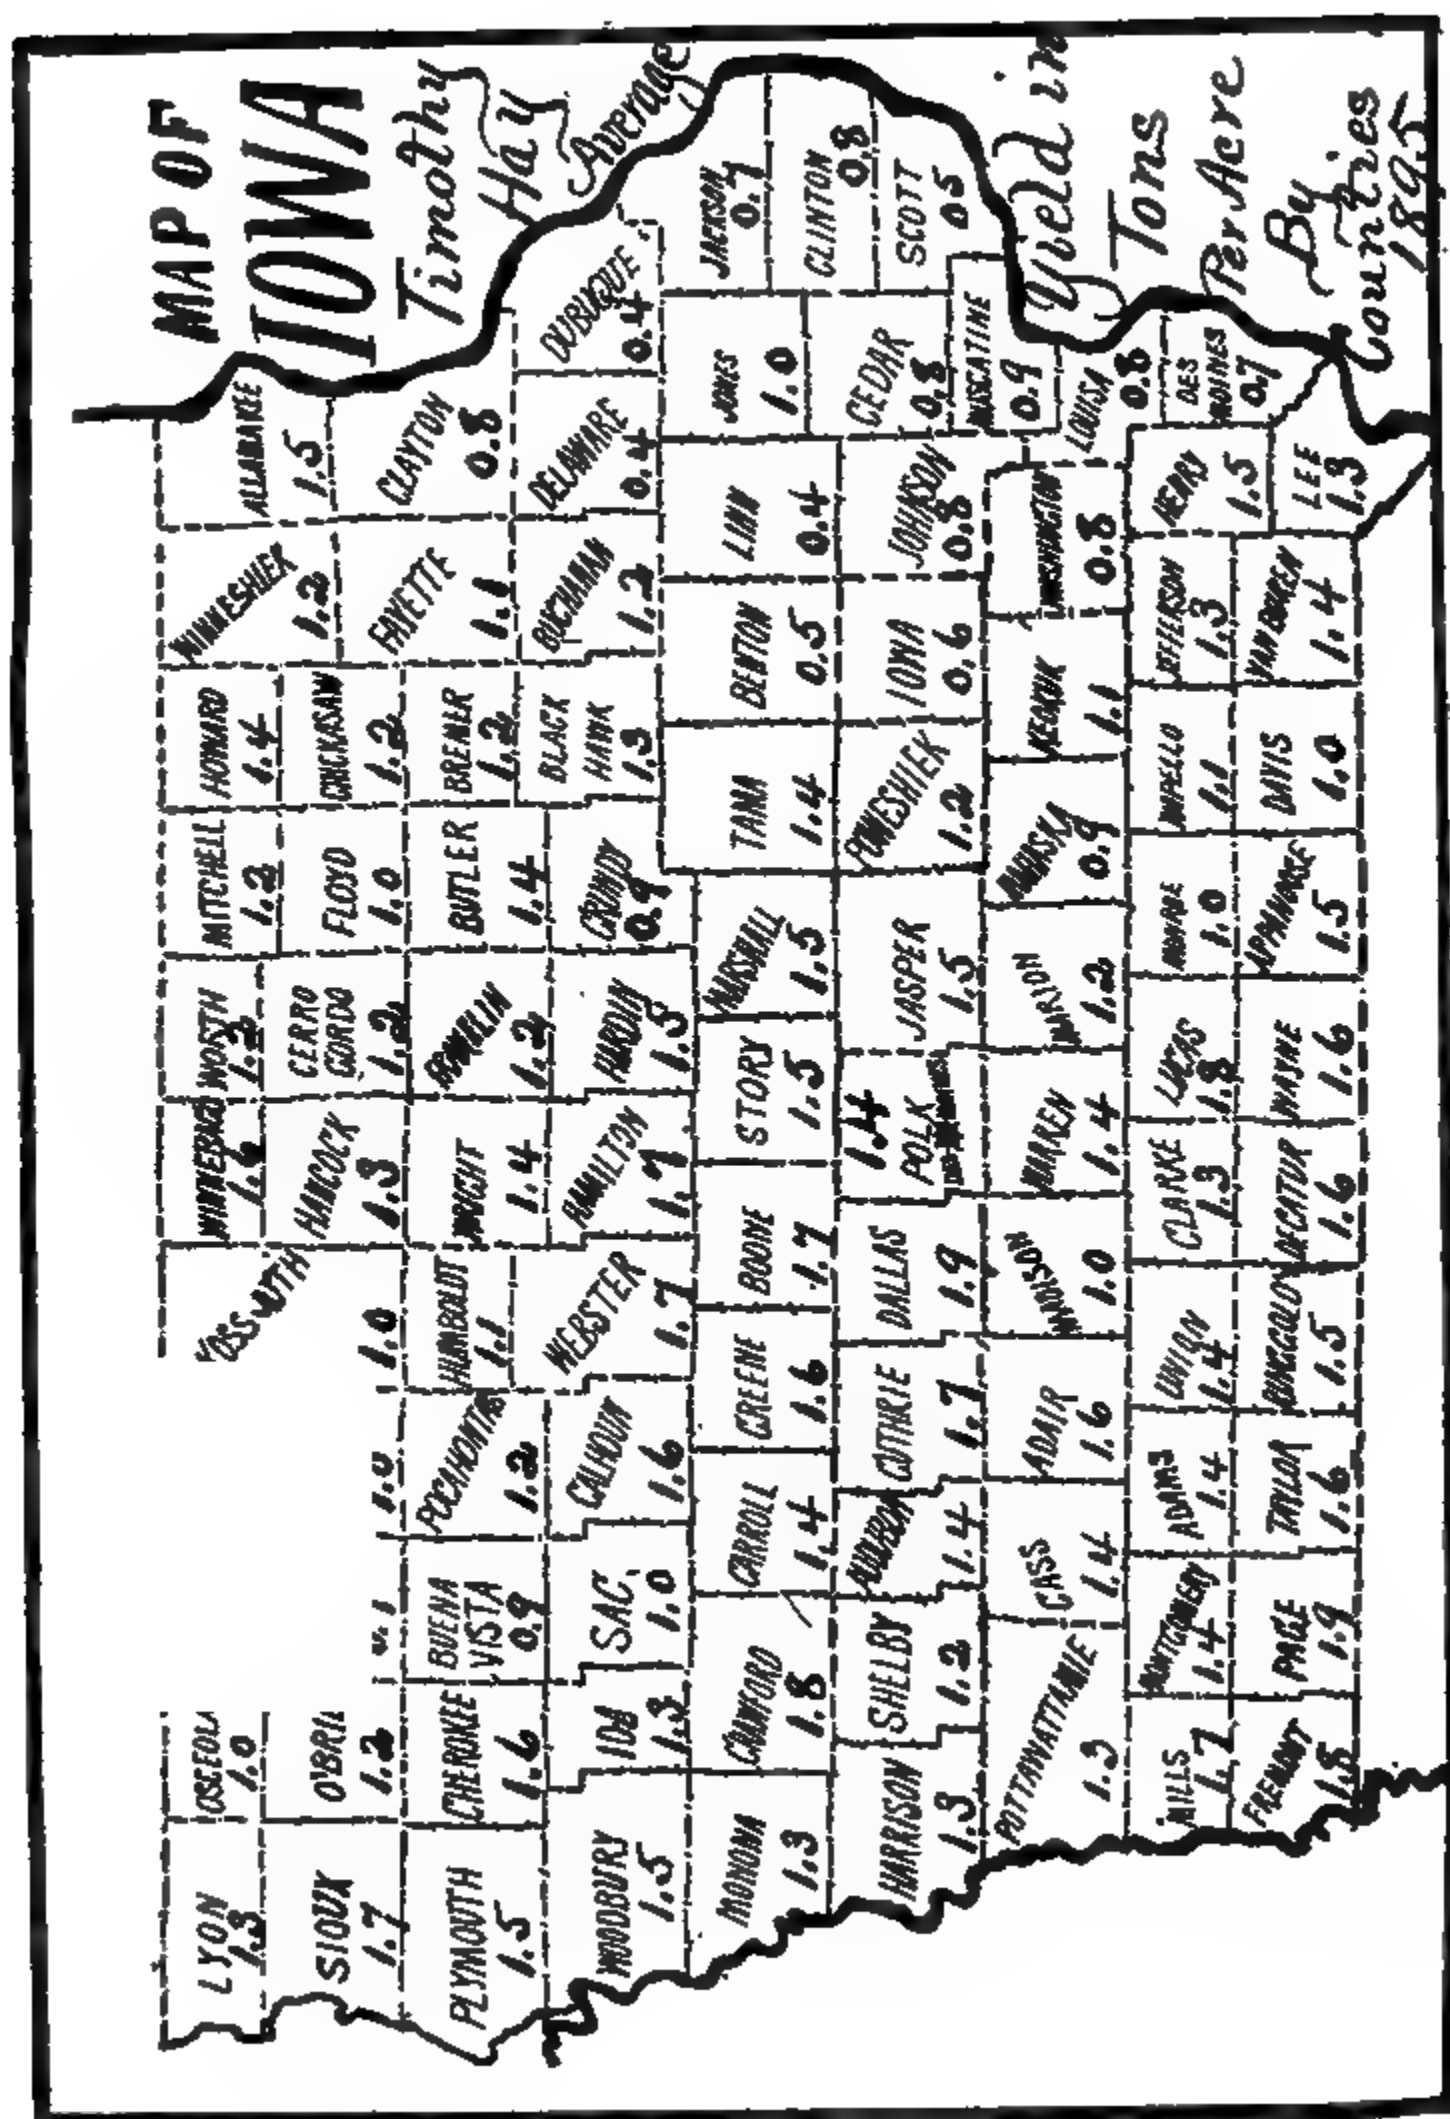 MAP OF
IOWA
Timothy
Hay
Average
Yield in
Tons
Per Acre
By
Counties
1895
LYON
1.3
OSEOLA
1.0
WINNEBAGO
WORTH
1.2
MITCHELL
1.2
HOWARD
1.4
WINNESHIEK
1.2
ALLAMAKEE
1.5
SIOUX
1.7
O'BRI
1.2
1.0
KOSSUTH
1.0
HANCOCK
1.3
CERRO
GORDO
1.2
FLOYD
1.0
CHICKASAW
1.2
FAYETTE
1.1
CLAYTON
0.8
PLYMOUTH
1.5
CHEROKEE
1.6
BUENA
VISTA
0.9
POCAHONTAS
1.2
HUMBOLDT
1.1
WRIGHT
1.4
FRANKLIN
1.2
BUTLER
1.4
BREMER
1.2
BLACK
HAWK
1.3
BUCHANAN
1.2
DELAWARE
0.4
DUBUQUE
0.4
WOODBURY
1.5
IDA
1.3
SAC
1.0
CALHOUN
1.6
WEBSTER
1.7
HAMILTON
1.7
HARDIN
GRUNDY
0.9
MONONA
1.3
CRAWFORD
1.8
CARROLL
1.4
GREENE
1.6
BOONE
1.7
STORY
1.5
MARSHALL
1.5
TAMA
1.4
BENTON
0.5
LINN
0.4
JONES
1.0
JACKSON
0.7
CLINTON
0.8
HARRISON
1.3
SHELBY
1.2
AUDUBON
1.4
GUTHRIE
1.7
DALLAS
1.9
1.4
POLK
JASPER
1.5
POWESHIEK
1.2
IOWA
0.6
JOHNSON
0.8
CEDAR
0.8
SCOTT
0.5
MUSCATINE
0.9
POTTAWATTAMIE
1.3
CASS
1.4
ADAIR
1.6
MADISON
1.0
WARREN
1.4
MARION
1.2
MAHASKA
0.9
KEOKUK
1.1
WASHINGTON
0.8
LOUISA
0.8
MILLS
1.7
MONTGOMERY
1.4
ADAMS
1.4
UNION
1.4
CLARKE
1.3
LUCAS
1.8
MONROE
1.0
WAPELLO
1.1
JEFFERSON
1.3
HENRY
1.5
DES
MOINES
0.7
FREMONT
PAGE
1.9
TAYLOR
1.6
RINGGOLD
1.5
DECATUR
1.6
WAYNE
1.6
APPANOOSE
1.5
DAVIS
1.0
VAN BUREN
1.4
LEE
1.3